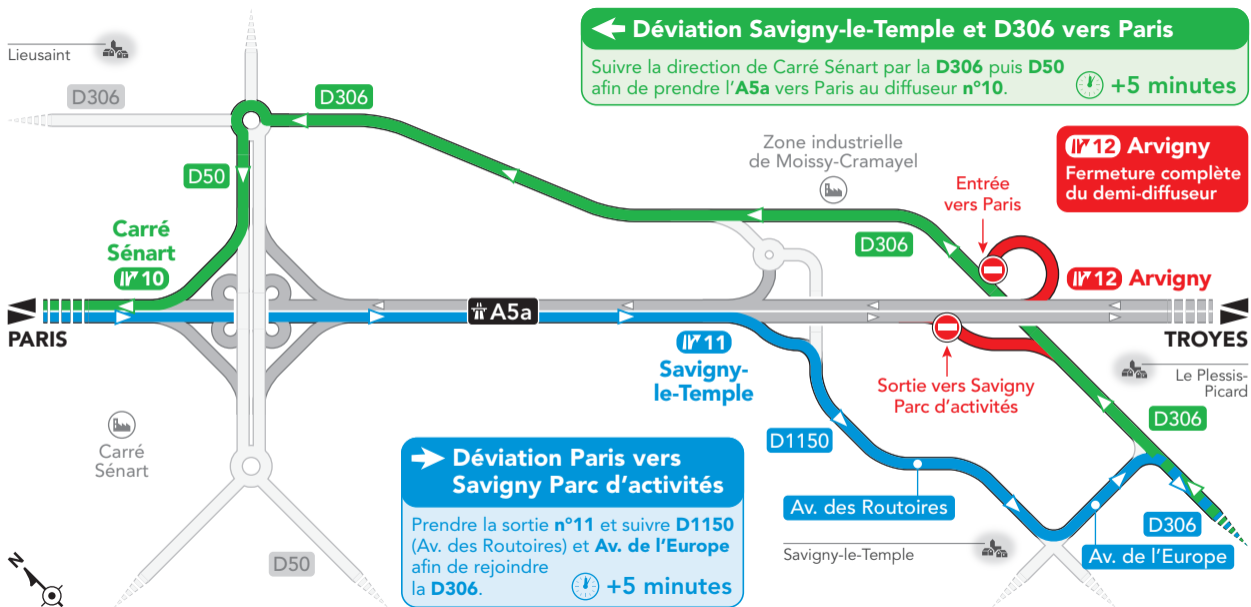 Déviation Savigny-le-Temple et D306 vers Paris
Suivre la direction de Carré Sénart par la D306 puis D50
afin de prendre l'A5a vers Paris au diffuseur n°10.
+5 minutes
Lieusaint
D306
D306
Zone industrielle
de Moissy-Cramayel
12 Arvigny
Fermeture complète
du demi-diffuseur
D50
Entrée
vers Paris
Carré
Sénart
10
D306
12 Arvigny
A5a
PARIS
TROYES
11
Savigny-
le-Temple
Sortie vers Savigny
Parc d'activités
Le Plessis-
Picard
D306
Carré
Sénart
D1150
Déviation Paris vers
Savigny Parc d'activités
Prendre la sortie n°11 et suivre D1150
(Av. des Routoires) et Av. de l'Europe
afin de rejoindre
la D306.
+5 minutes
Av. des Routoires
D306
Savigny-le-Temple
Av. de l'Europe
D50
N